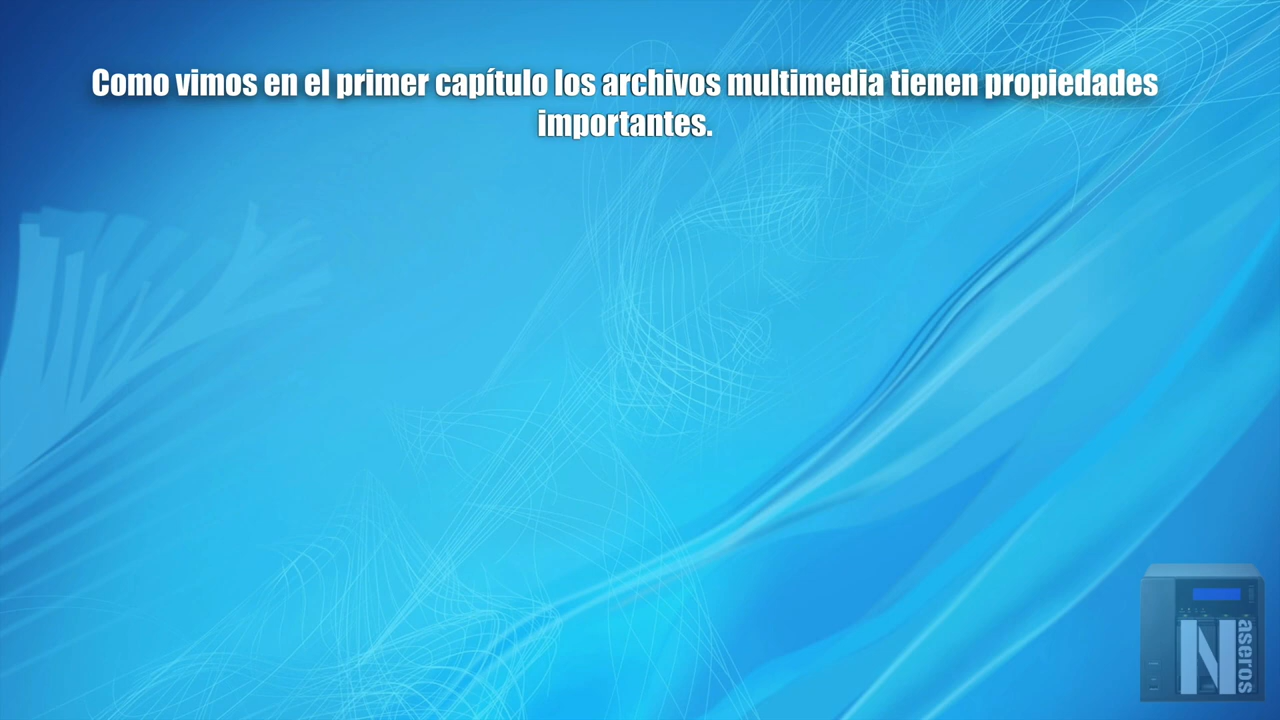 Como vimos en el primer capítulo los archivos multimedia tienen propiedades
importantes.
Naseros